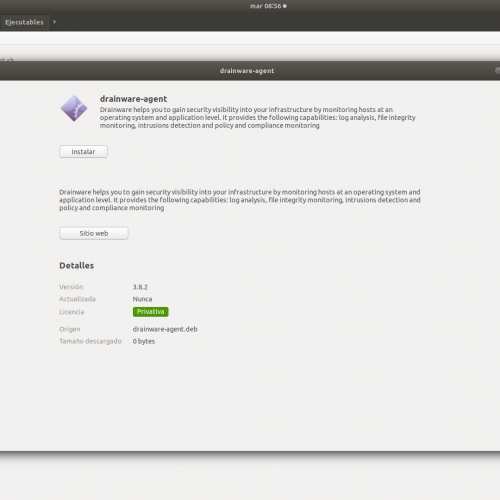 mar 08:56
Ejecutables
drainware-agent
drainware-agent
Drainware helps you to gain security visibility into your infrastructure by monitoring hosts at an
operating system and application level. It provides the following capabilities: log analysis, file integrity
monitoring, intrusions detection and policy and compliance monitoring
Instalar
Drainware helps you to gain security visibility into your infrastructure by monitoring hosts at an operating system and
application level. It provides the following capabilities: log analysis, file integrity monitoring, intrusions detection and
policy and compliance monitoring
Sitio web
Detalles
Versión 3.8.2
Actualizada Nunca
Licencia Privativa
Origen drainware-agent.deb
Tamaño descargado 0 bytes